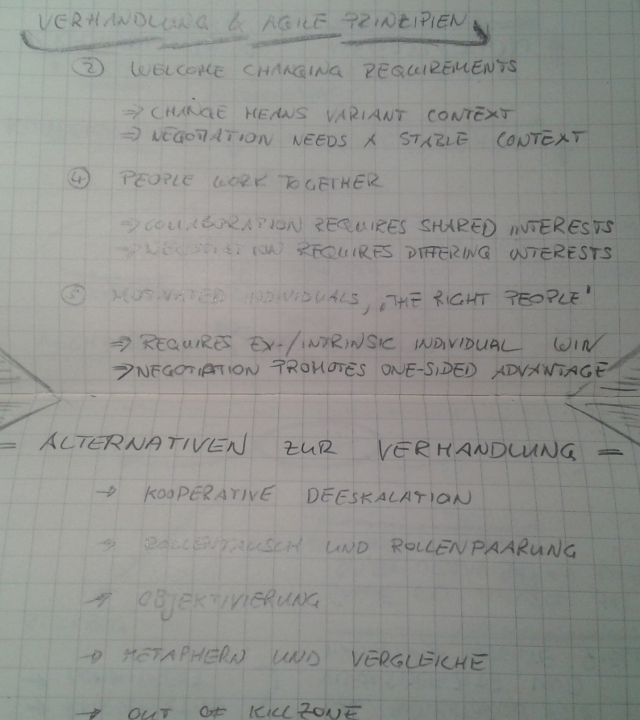 VERHANDLUNG & AGILE PRINZIPIEN
② WELCOME CHANGING REQUIREMENTS
⇒ CHANGE MEANS VARIANT CONTEXT
⇒ NEGOTIATION NEEDS A STABLE CONTEXT
④ PEOPLE WORK TOGETHER
⇒ COLLABORATION REQUIRES SHARED INTERESTS
⇒ NEGOTIATION REQUIRES DIFFERING INTERESTS
⑤ MOTIVATED INDIVIDUALS, „THE RIGHT PEOPLE'
⇒ REQUIRES EX-/INTRINSIC INDIVIDUAL WIN
⇒ NEGOTIATION PROMOTES ONE-SIDED ADVANTAGE
= ALTERNATIVEN ZUR VERHANDLUNG =
→ KOOPERATIVE DEESKALATION
→ ROLLENTAUSCH UND ROLLENPAARUNG
→ OBJEKTIVIERUNG
→ METAPHERN UND VERGLEICHE
→ OUT OF KILLZONE